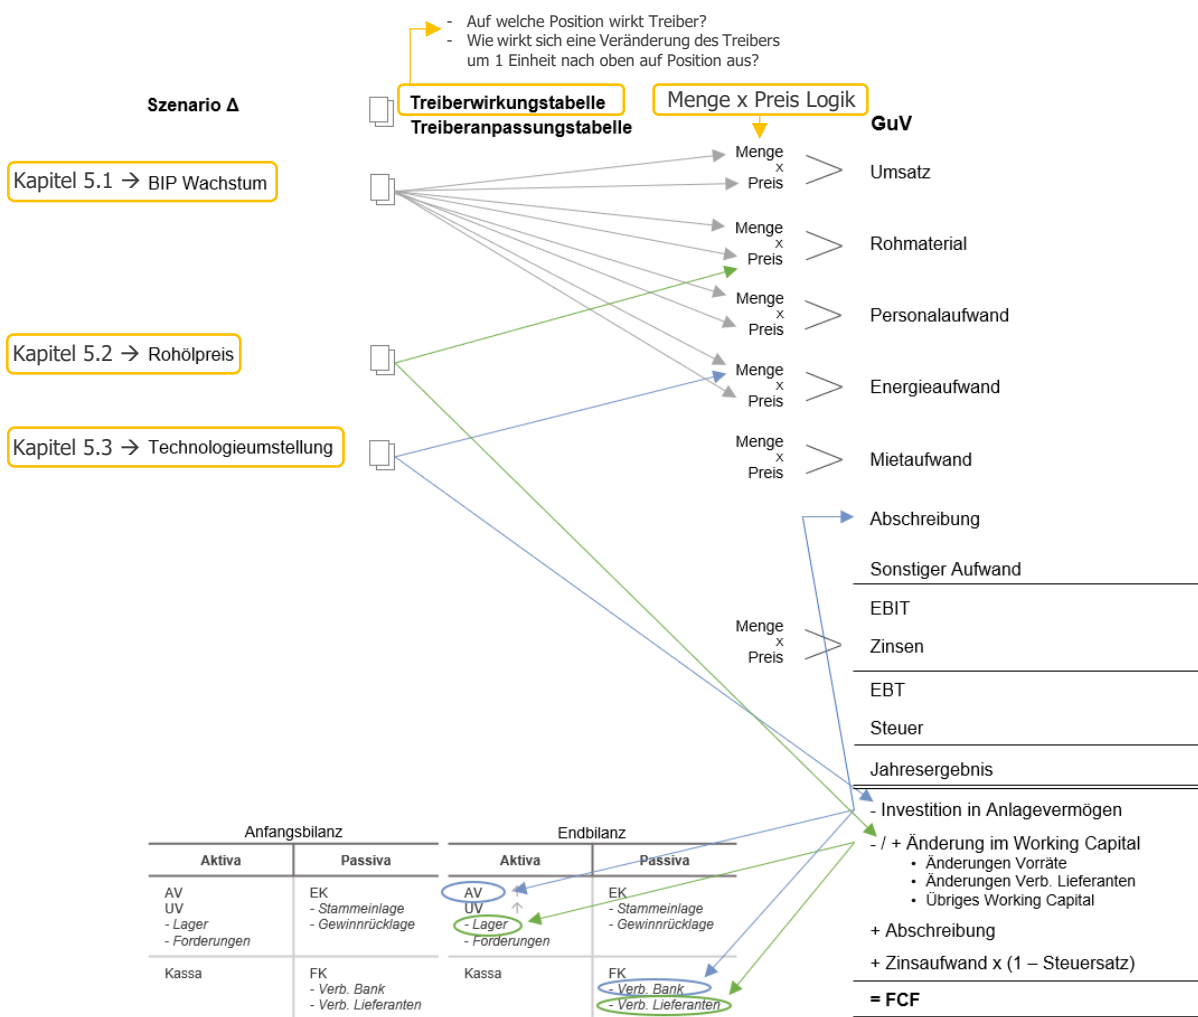 - Auf welche Position wirkt Treiber?
- Wie wirkt sich eine Veränderung des Treibers
um 1 Einheit nach oben auf Position aus?
Szenario Δ
Treiberwirkungstabelle
Treiberanpassungstabelle
Menge x Preis Logik
GuV
Kapitel 5.1 → BIP Wachstum
Menge
x
Preis
Umsatz
Menge
x
Preis
Rohmaterial
Menge
x
Preis
Personalaufwand
Kapitel 5.2 → Rohölpreis
Menge
x
Preis
Energieaufwand
Kapitel 5.3 → Technologieumstellung
Menge
x
Preis
Mietaufwand
Abschreibung
Sonstiger Aufwand
EBIT
Menge
x
Preis
Zinsen
EBT
Steuer
Jahresergebnis
- Investition in Anlagevermögen
- / + Änderung im Working Capital
• Änderungen Vorräte
• Änderungen Verb. Lieferanten
• Übriges Working Capital
+ Abschreibung
+ Zinsaufwand x (1 – Steuersatz)
= FCF
Anfangsbilanz
Aktiva Passiva
AV
UV
- Lager
- Forderungen
EK
- Stammeinlage
- Gewinnrücklage
Kassa
FK
- Verb. Bank
- Verb. Lieferanten
Endbilanz
Aktiva Passiva
AV ↑
UV ↑
- Lager
- Forderungen
EK
- Stammeinlage
- Gewinnrücklage
Kassa
FK
- Verb. Bank
- Verb. Lieferanten